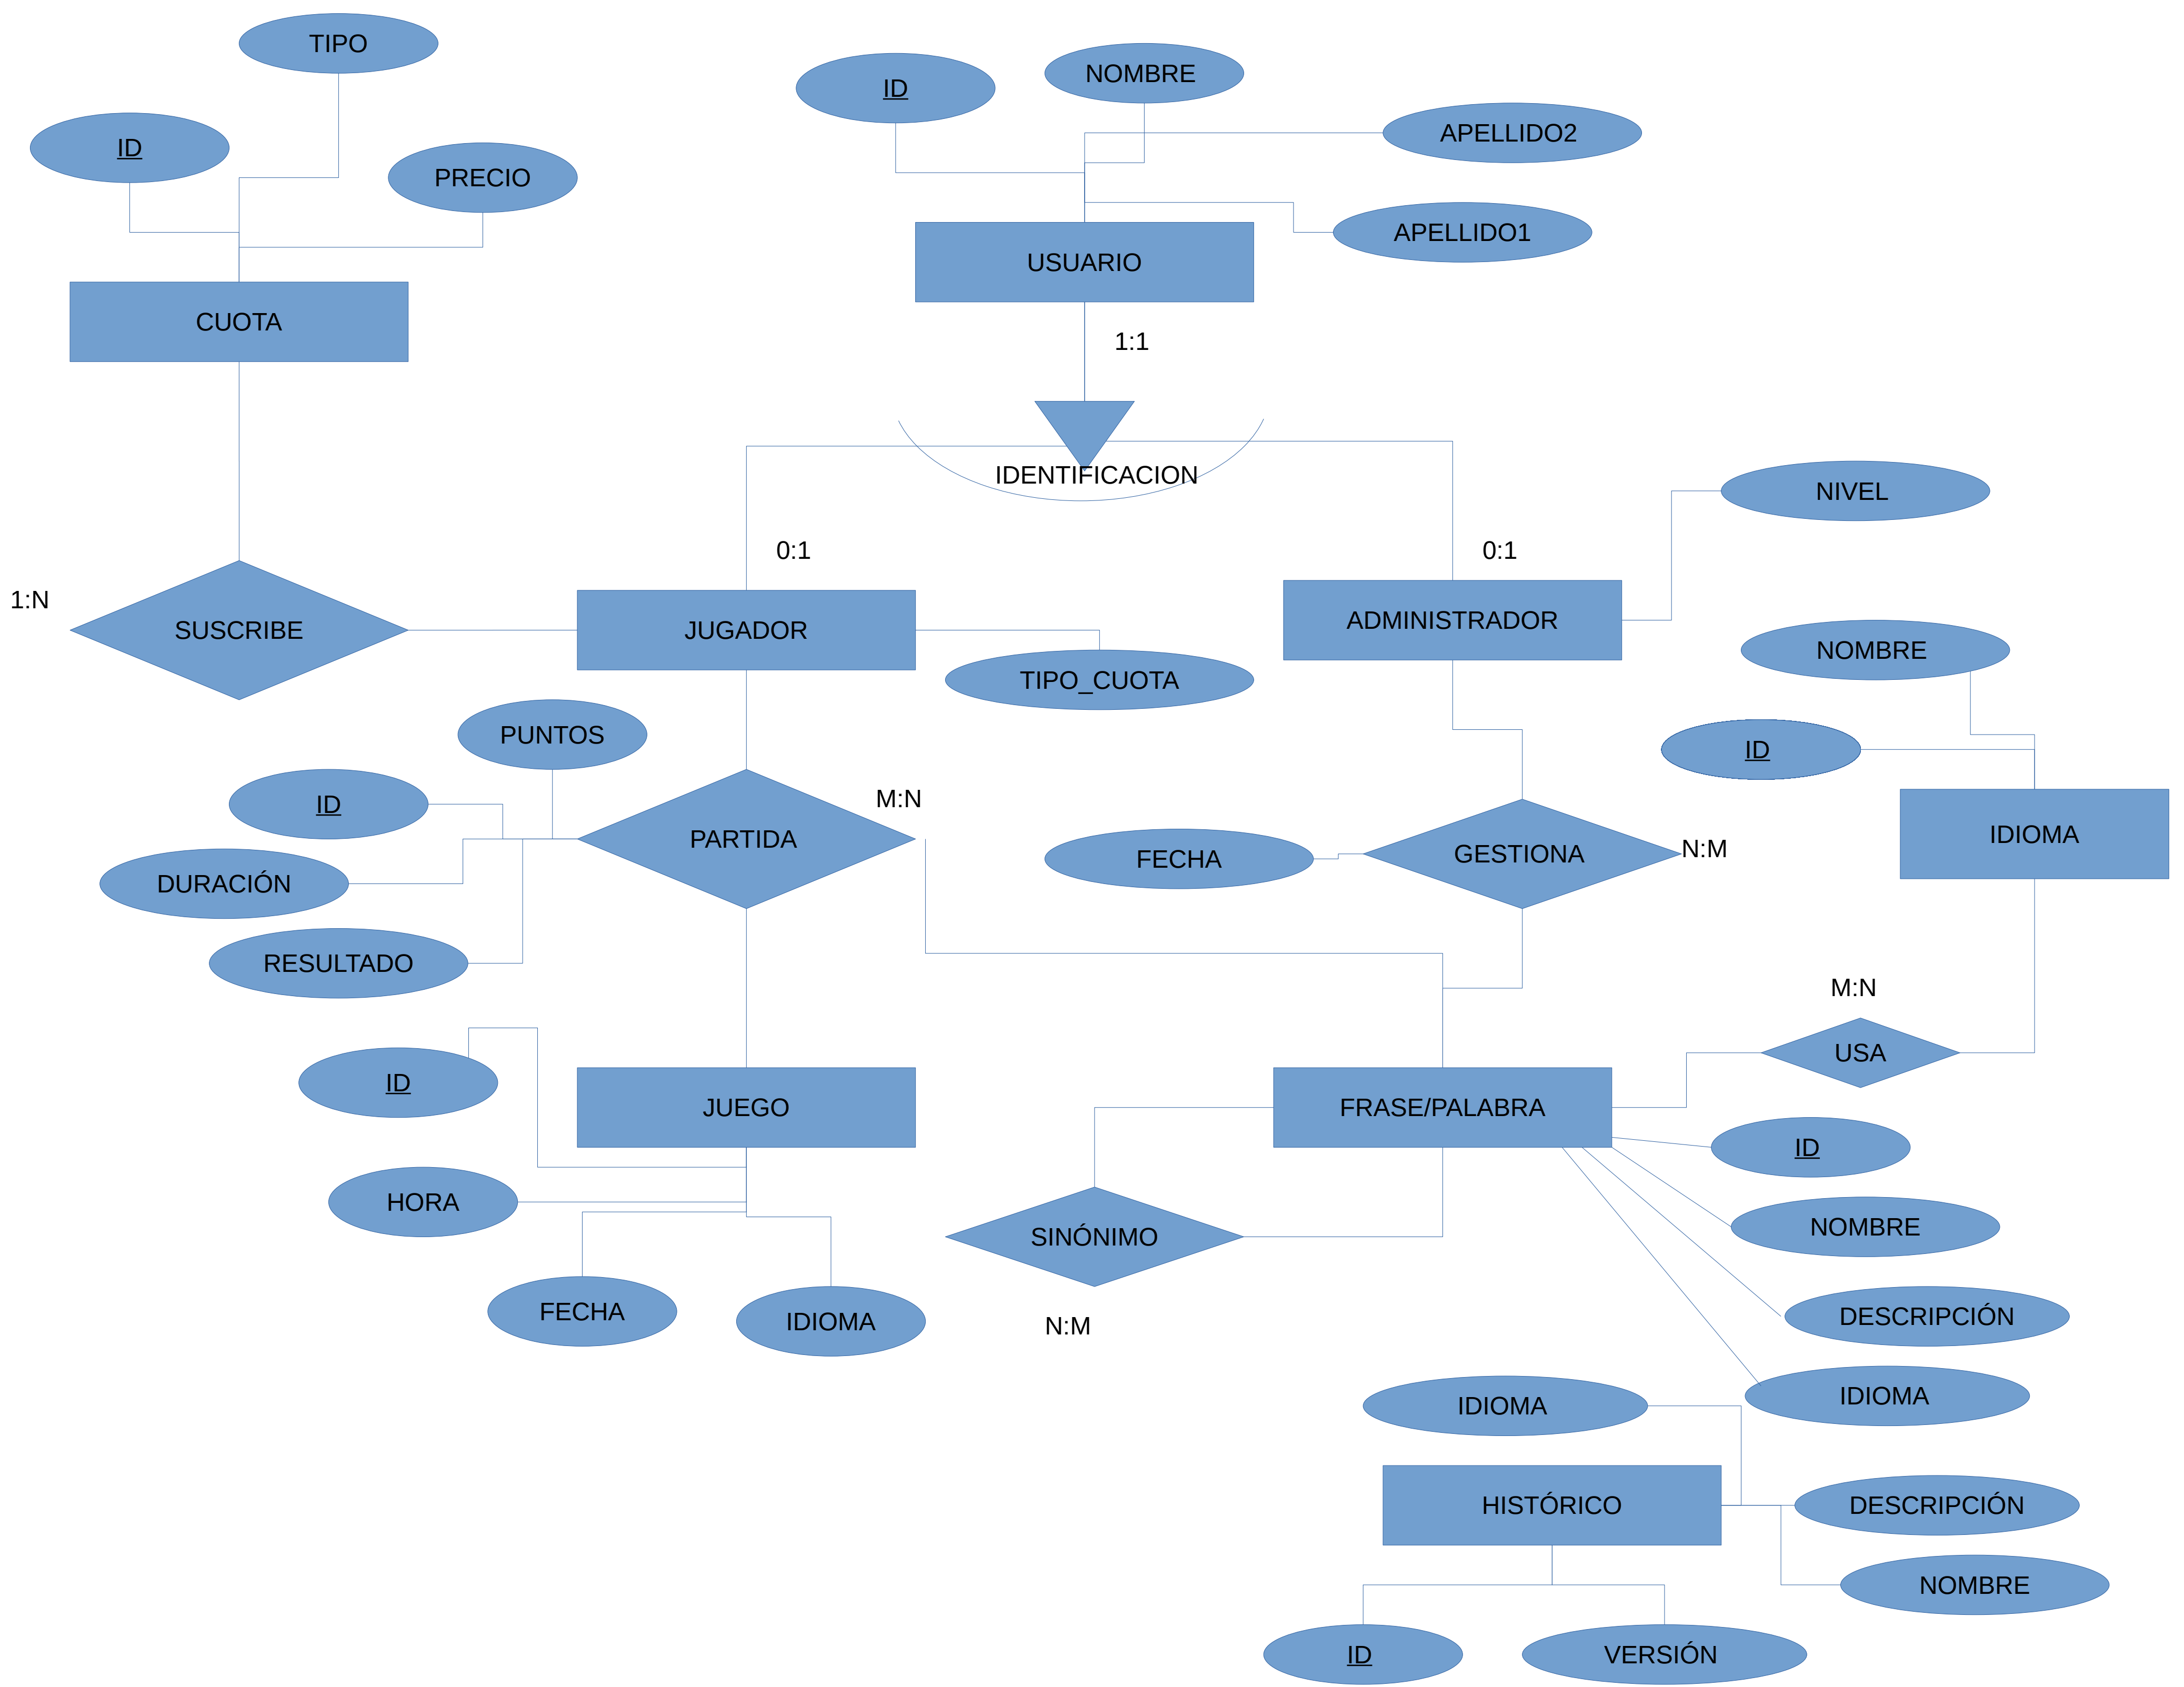 TIPO
ID
NOMBRE
APELLIDO2
ID
PRECIO
APELLIDO1
USUARIO
CUOTA
1:1
IDENTIFICACION
NIVEL
0:1
0:1
1:N
SUSCRIBE
JUGADOR
ADMINISTRADOR
NOMBRE
TIPO_CUOTA
PUNTOS
ID
ID
M:N
PARTIDA
IDIOMA
FECHA
GESTIONA
N:M
DURACIÓN
RESULTADO
M:N
USA
ID
JUEGO
FRASE/PALABRA
ID
HORA
NOMBRE
SINÓNIMO
FECHA
IDIOMA
N:M
DESCRIPCIÓN
IDIOMA
IDIOMA
HISTÓRICO
DESCRIPCIÓN
NOMBRE
ID
VERSIÓN